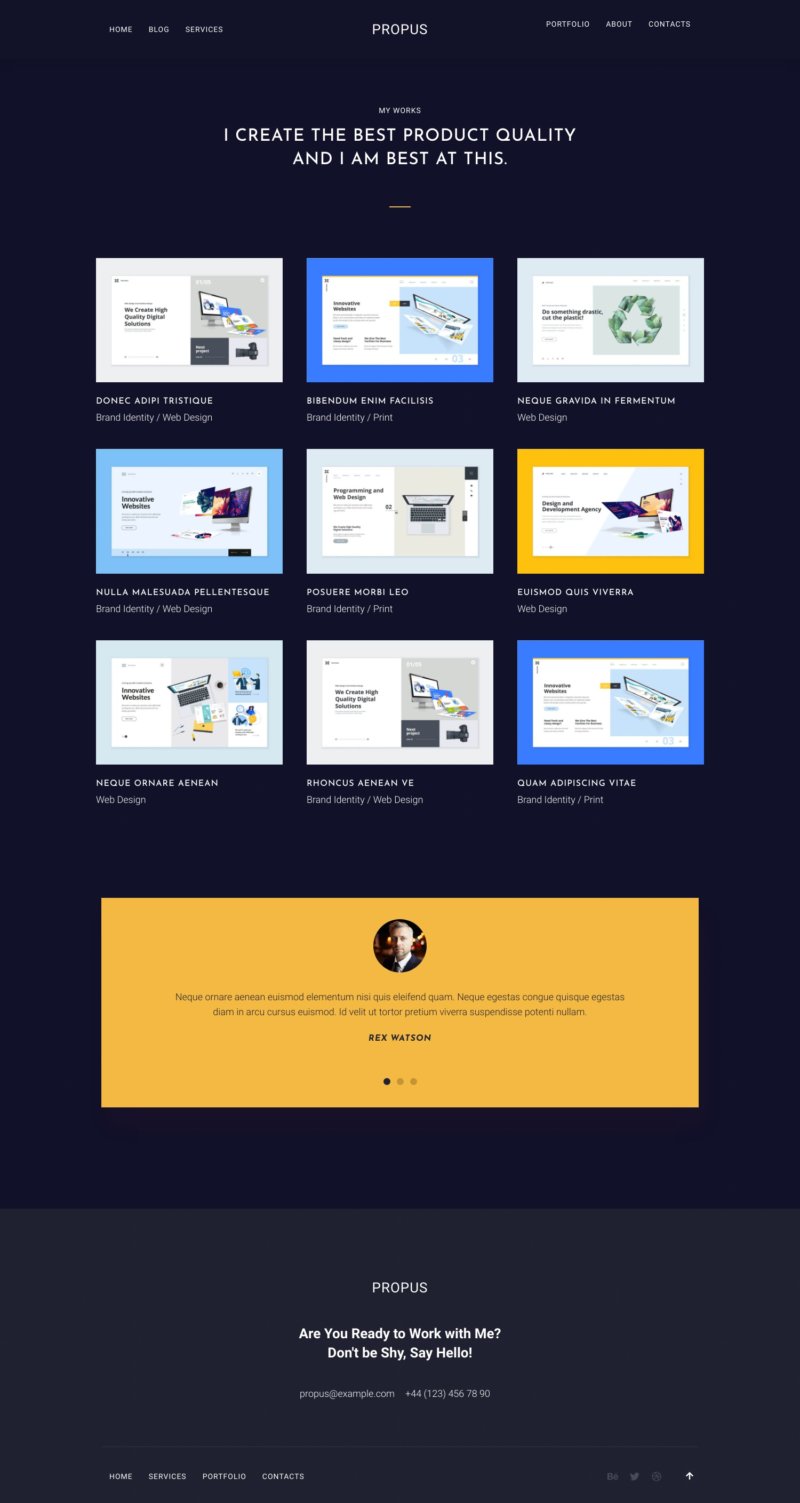 HOME BLOG SERVICES PROPUS PORTFOLIO ABOUT CONTACTS
MY WORKS
I CREATE THE BEST PRODUCT QUALITY
AND I AM BEST AT THIS.
01/05
We Create High
Quality Digital
Solutions
Next
project
Innovative
Websites
03
Do something drastic,
cut the plastic!
DONEC ADIPI TRISTIQUE
Brand Identity / Web Design
BIBENDUM ENIM FACILISIS
Brand Identity / Print
NEQUE GRAVIDA IN FERMENTUM
Web Design
Innovative
Websites
Programming and
Web Design
02
Design and
Development Agency
NULLA MALESUADA PELLENTESQUE
Brand Identity / Web Design
POSUERE MORBI LEO
Brand Identity / Print
EUISMOD QUIS VIVERRA
Web Design
Innovative
Websites
01/05
We Create High
Quality Digital
Solutions
Next
project
Innovative
Websites
03
NEQUE ORNARE AENEAN
Web Design
RHONCUS AENEAN VE
Brand Identity / Web Design
QUAM ADIPISCING VITAE
Brand Identity / Print
Neque ornare aenean euismod elementum nisi quis eleifend quam. Neque egestas congue quisque egestas
diam in arcu cursus euismod. Id velit ut tortor pretium viverra suspendisse potenti nullam.
REX WATSON
PROPUS
Are You Ready to Work with Me?
Don't be Shy, Say Hello!
propus@example.com +44 (123) 456 78 90
HOME SERVICES PORTFOLIO CONTACTS